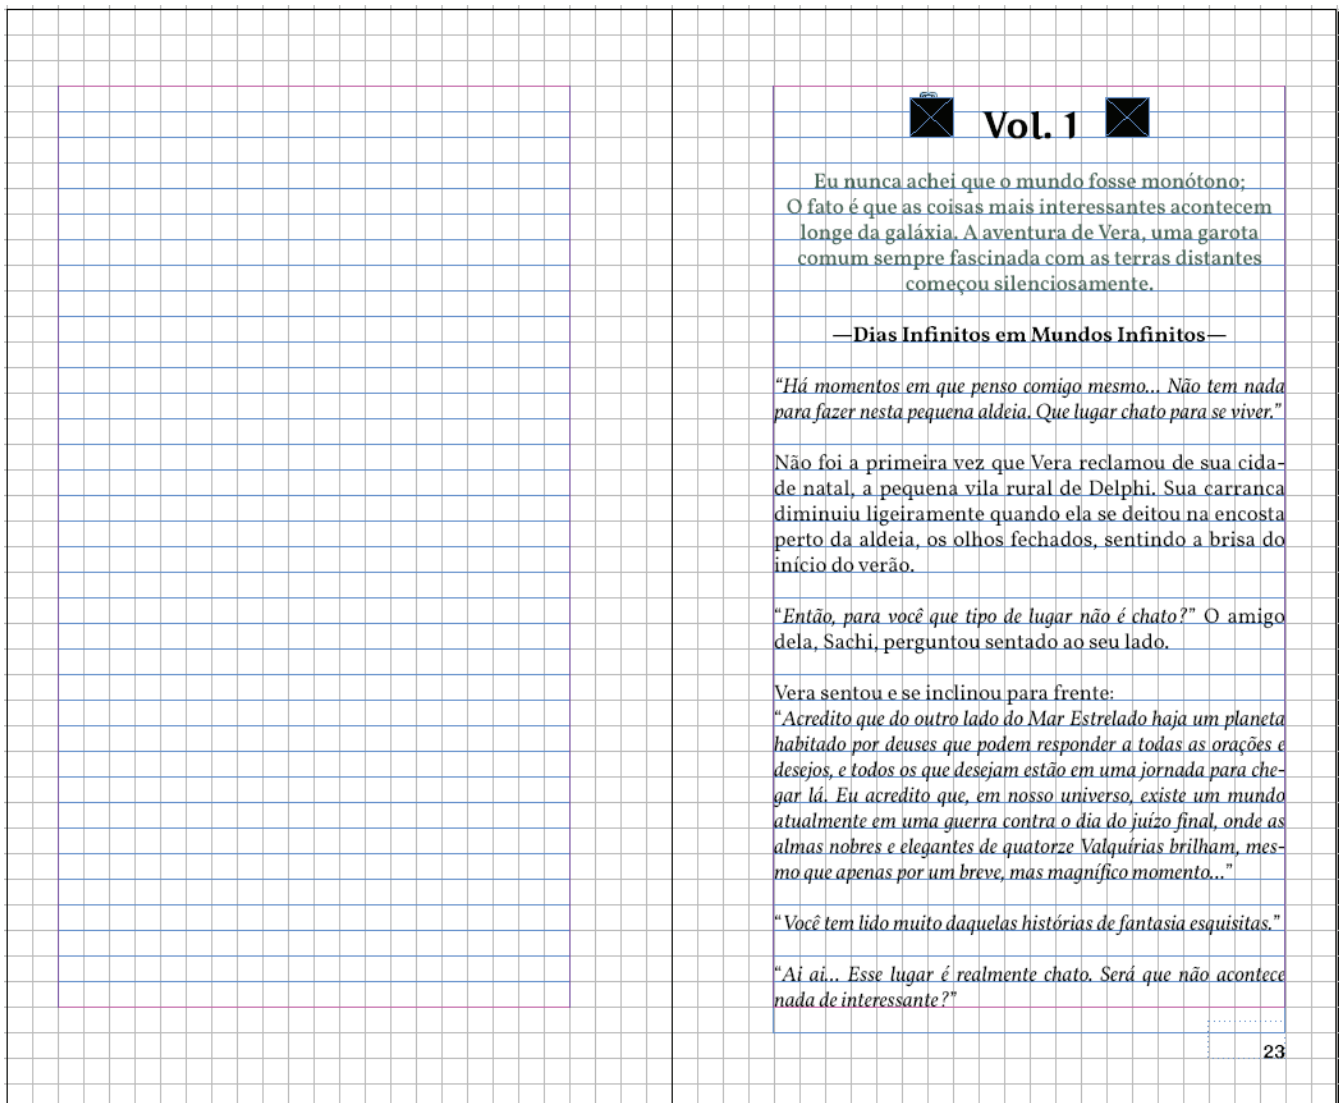 Vol. 1
Eu nunca achei que o mundo fosse monótono;
O fato é que as coisas mais interessantes acontecem
longe da galáxia. A aventura de Vera, uma garota
comum sempre fascinada com as terras distantes
começou silenciosamente.
—Dias Infinitos em Mundos Infinitos—
“Há momentos em que penso comigo mesmo... Não tem nada
para fazer nesta pequena aldeia. Que lugar chato para se viver.”
Não foi a primeira vez que Vera reclamou de sua cida-
de natal, a pequena vila rural de Delphi. Sua carranca
diminuiu ligeiramente quando ela se deitou na encosta
perto da aldeia, os olhos fechados, sentindo a brisa do
início do verão.
“Então, para você que tipo de lugar não é chato?” O amigo
dela, Sachi, perguntou sentado ao seu lado.
Vera sentou e se inclinou para frente:
“Acredito que do outro lado do Mar Estrelado haja um planeta
habitado por deuses que podem responder a todas as orações e
desejos, e todos os que desejam estão em uma jornada para che-
gar lá. Eu acredito que, em nosso universo, existe um mundo
atualmente em uma guerra contra o dia do juízo final, onde as
almas nobres e elegantes de quatorze Valquírias brilham, mes-
mo que apenas por um breve, mas magnífico momento...”
“Você tem lido muito daquelas histórias de fantasia esquisitas.”
“Ai ai... Esse lugar é realmente chato. Será que não acontece
nada de interessante?”
23